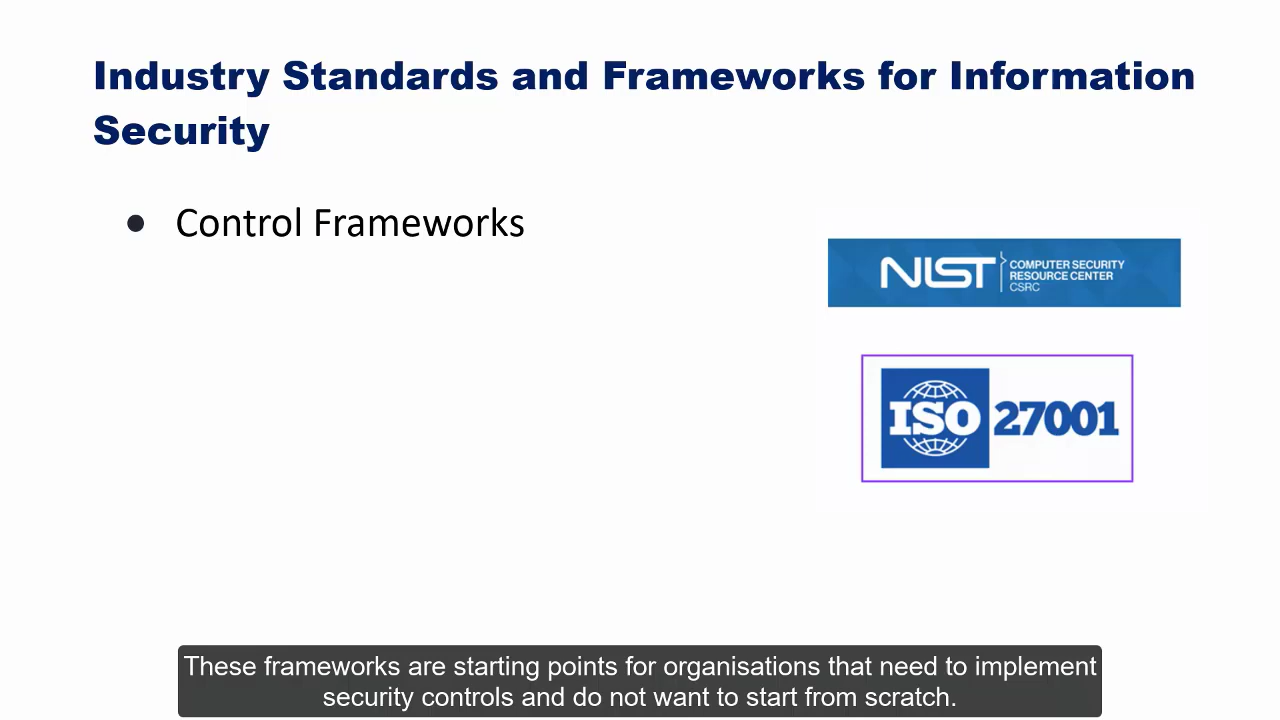 Industry Standards and Frameworks for Information
Security
● Control Frameworks
NIST
COMPUTER SECURITY
RESOURCE CENTER
CSRC
ISO 27001
These frameworks are starting points for organisations that need to implement
security controls and do not want to start from scratch.